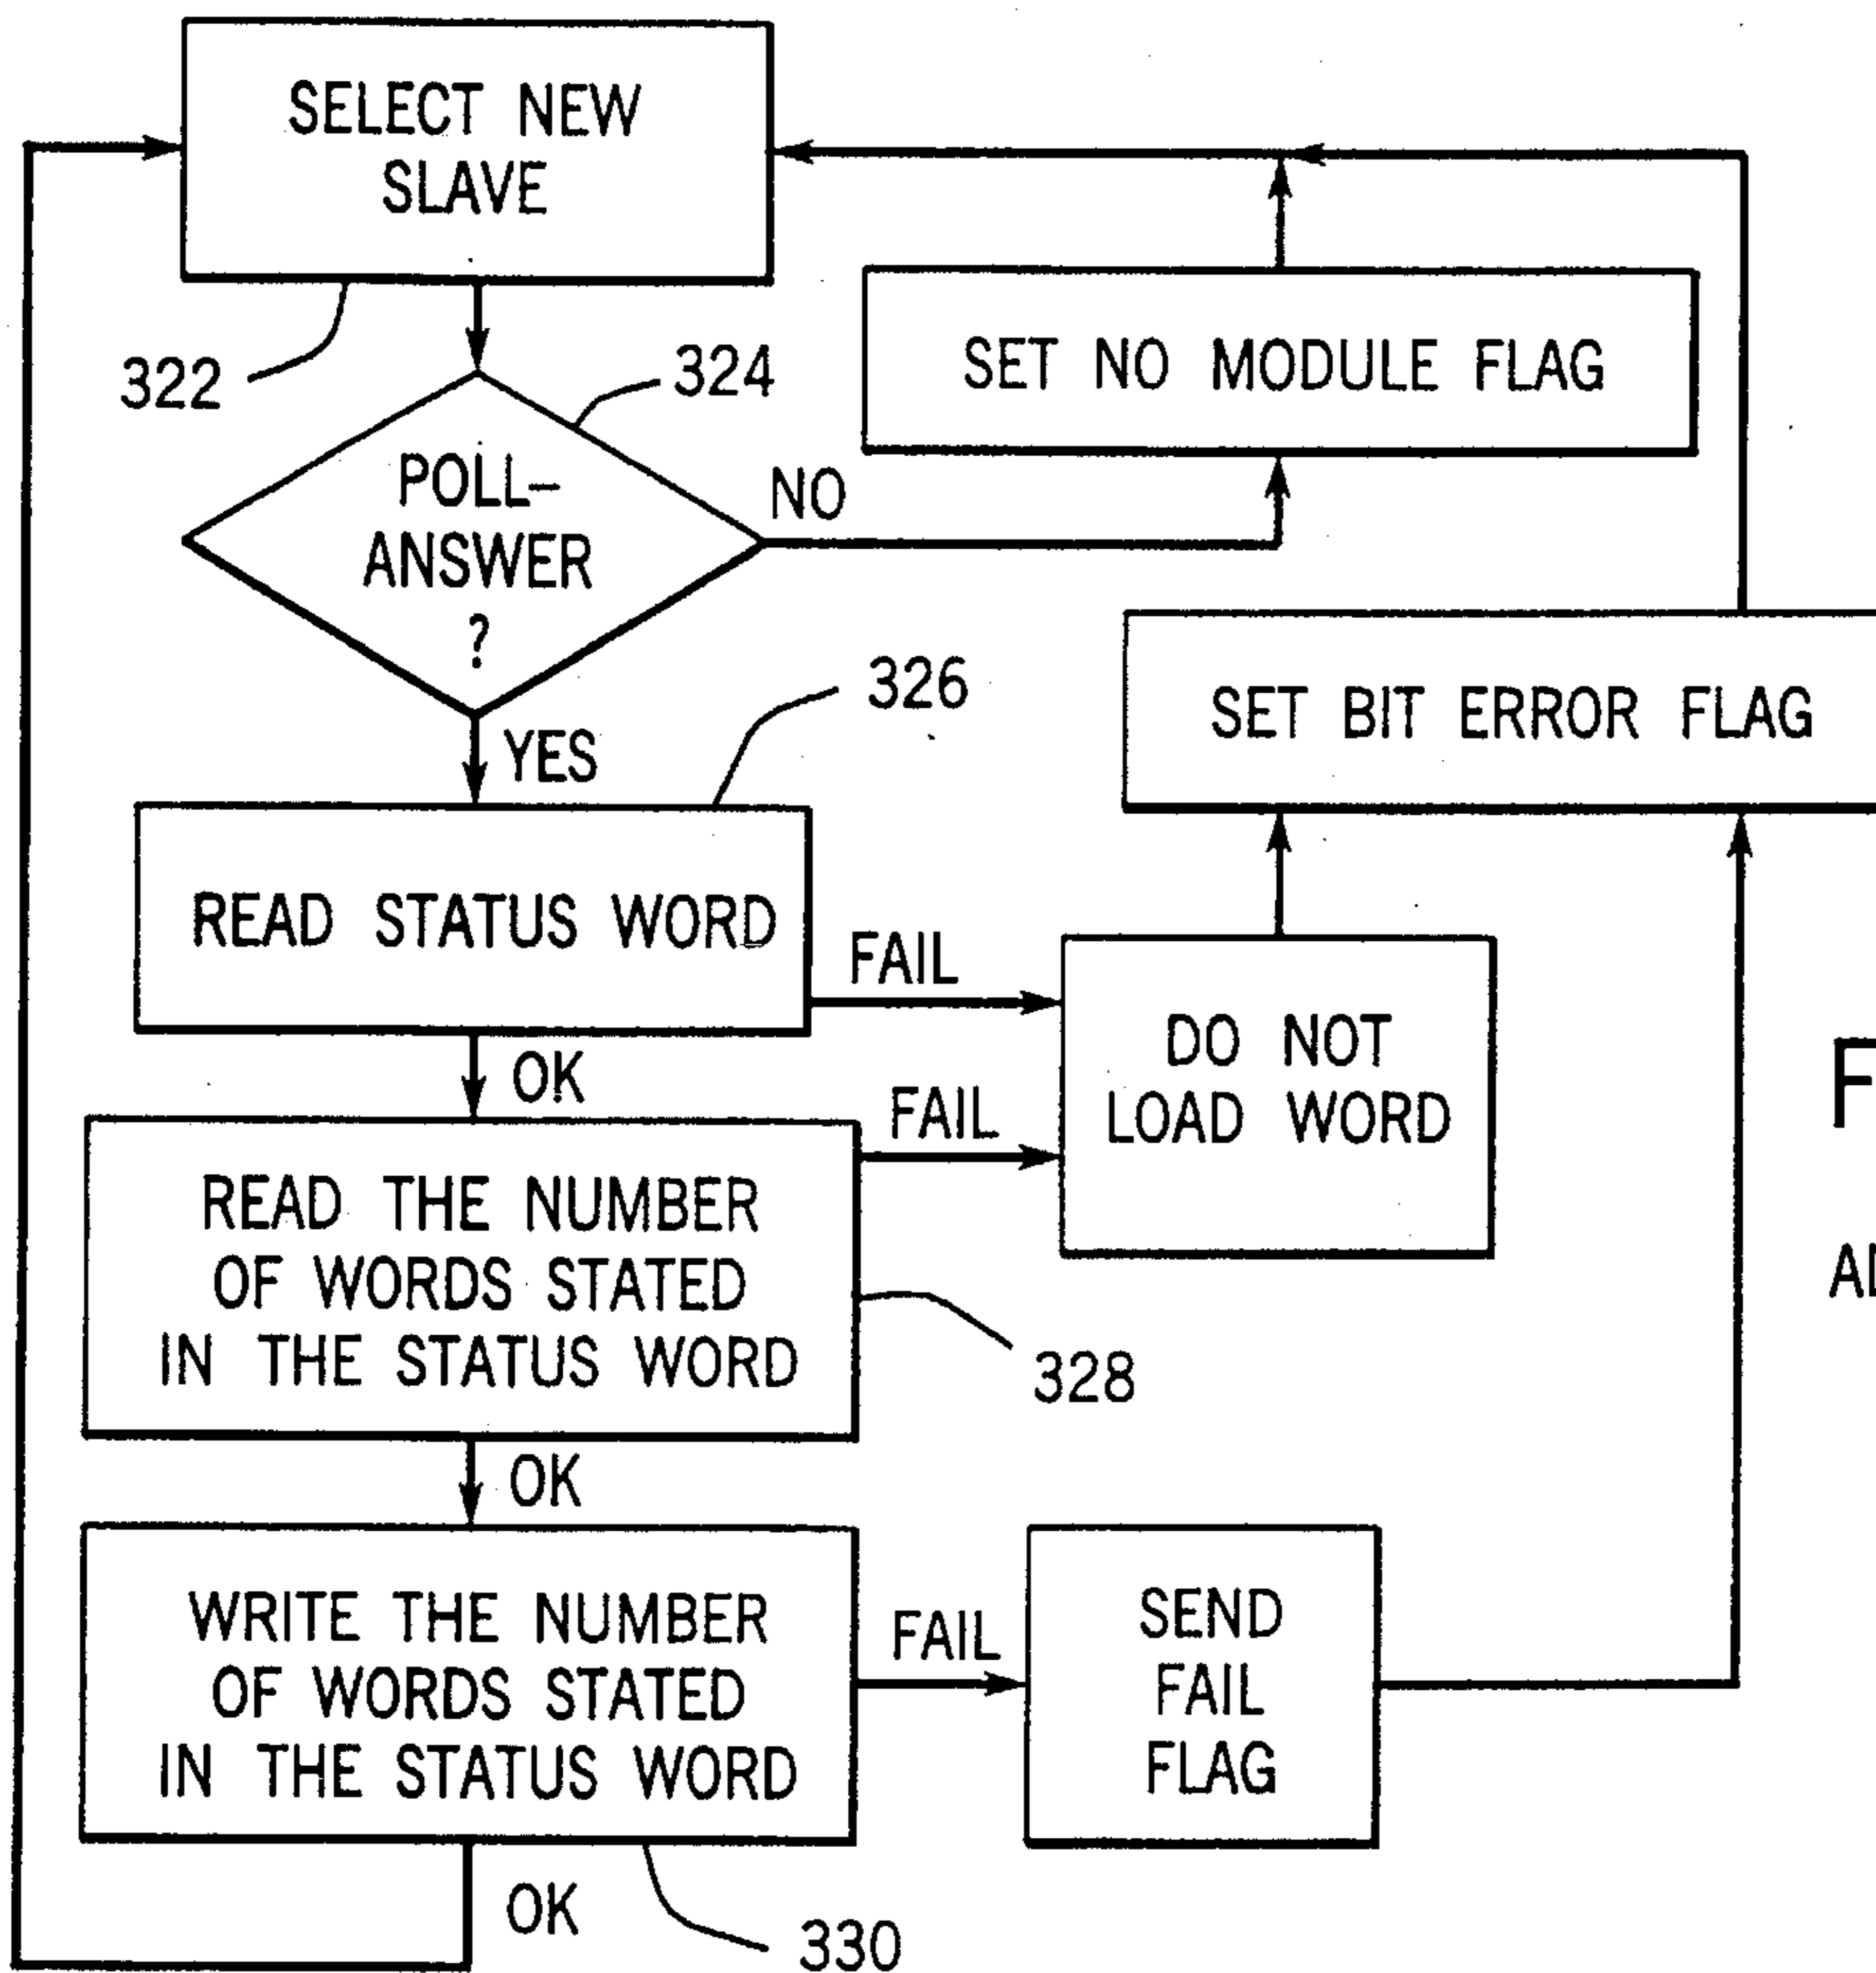 SELECT NEW
SLAVE
322
324
SET NO MODULE FLAG
POLL-
ANSWER
?
NO
YES
326
SET BIT ERROR FLAG
READ STATUS WORD
FAIL
OK
DO NOT
LOAD WORD
FAIL
READ THE NUMBER
OF WORDS STATED
IN THE STATUS WORD
328
OK
WRITE THE NUMBER
OF WORDS STATED
IN THE STATUS WORD
FAIL
SEND
FAIL
FLAG
OK
330